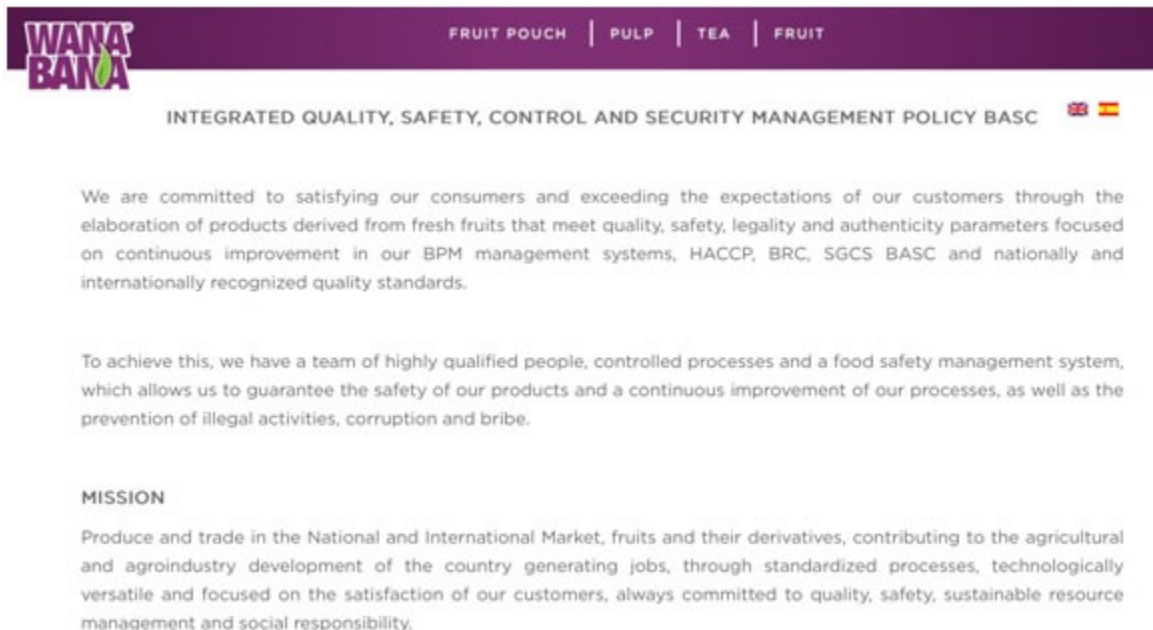 WANA
BANA
FRUIT POUCH | PULP | TEA | FRUIT
INTEGRATED QUALITY, SAFETY, CONTROL AND SECURITY MANAGEMENT POLICY BASC
We are committed to satisfying our consumers and exceeding the expectations of our customers through the
elaboration of products derived from fresh fruits that meet quality, safety, legality and authenticity parameters focused
on continuous improvement in our BPM management systems, HACCP, BRC, SGCS BASC and nationally and
internationally recognized quality standards.
To achieve this, we have a team of highly qualified people, controlled processes and a food safety management system,
which allows us to guarantee the safety of our products and a continuous improvement of our processes, as well as the
prevention of illegal activities, corruption and bribe.
MISSION
Produce and trade in the National and International Market, fruits and their derivatives, contributing to the agricultural
and agroindustry development of the country generating jobs, through standardized processes, technologically
versatile and focused on the satisfaction of our customers, always committed to quality, safety, sustainable resource
management and social responsibility.